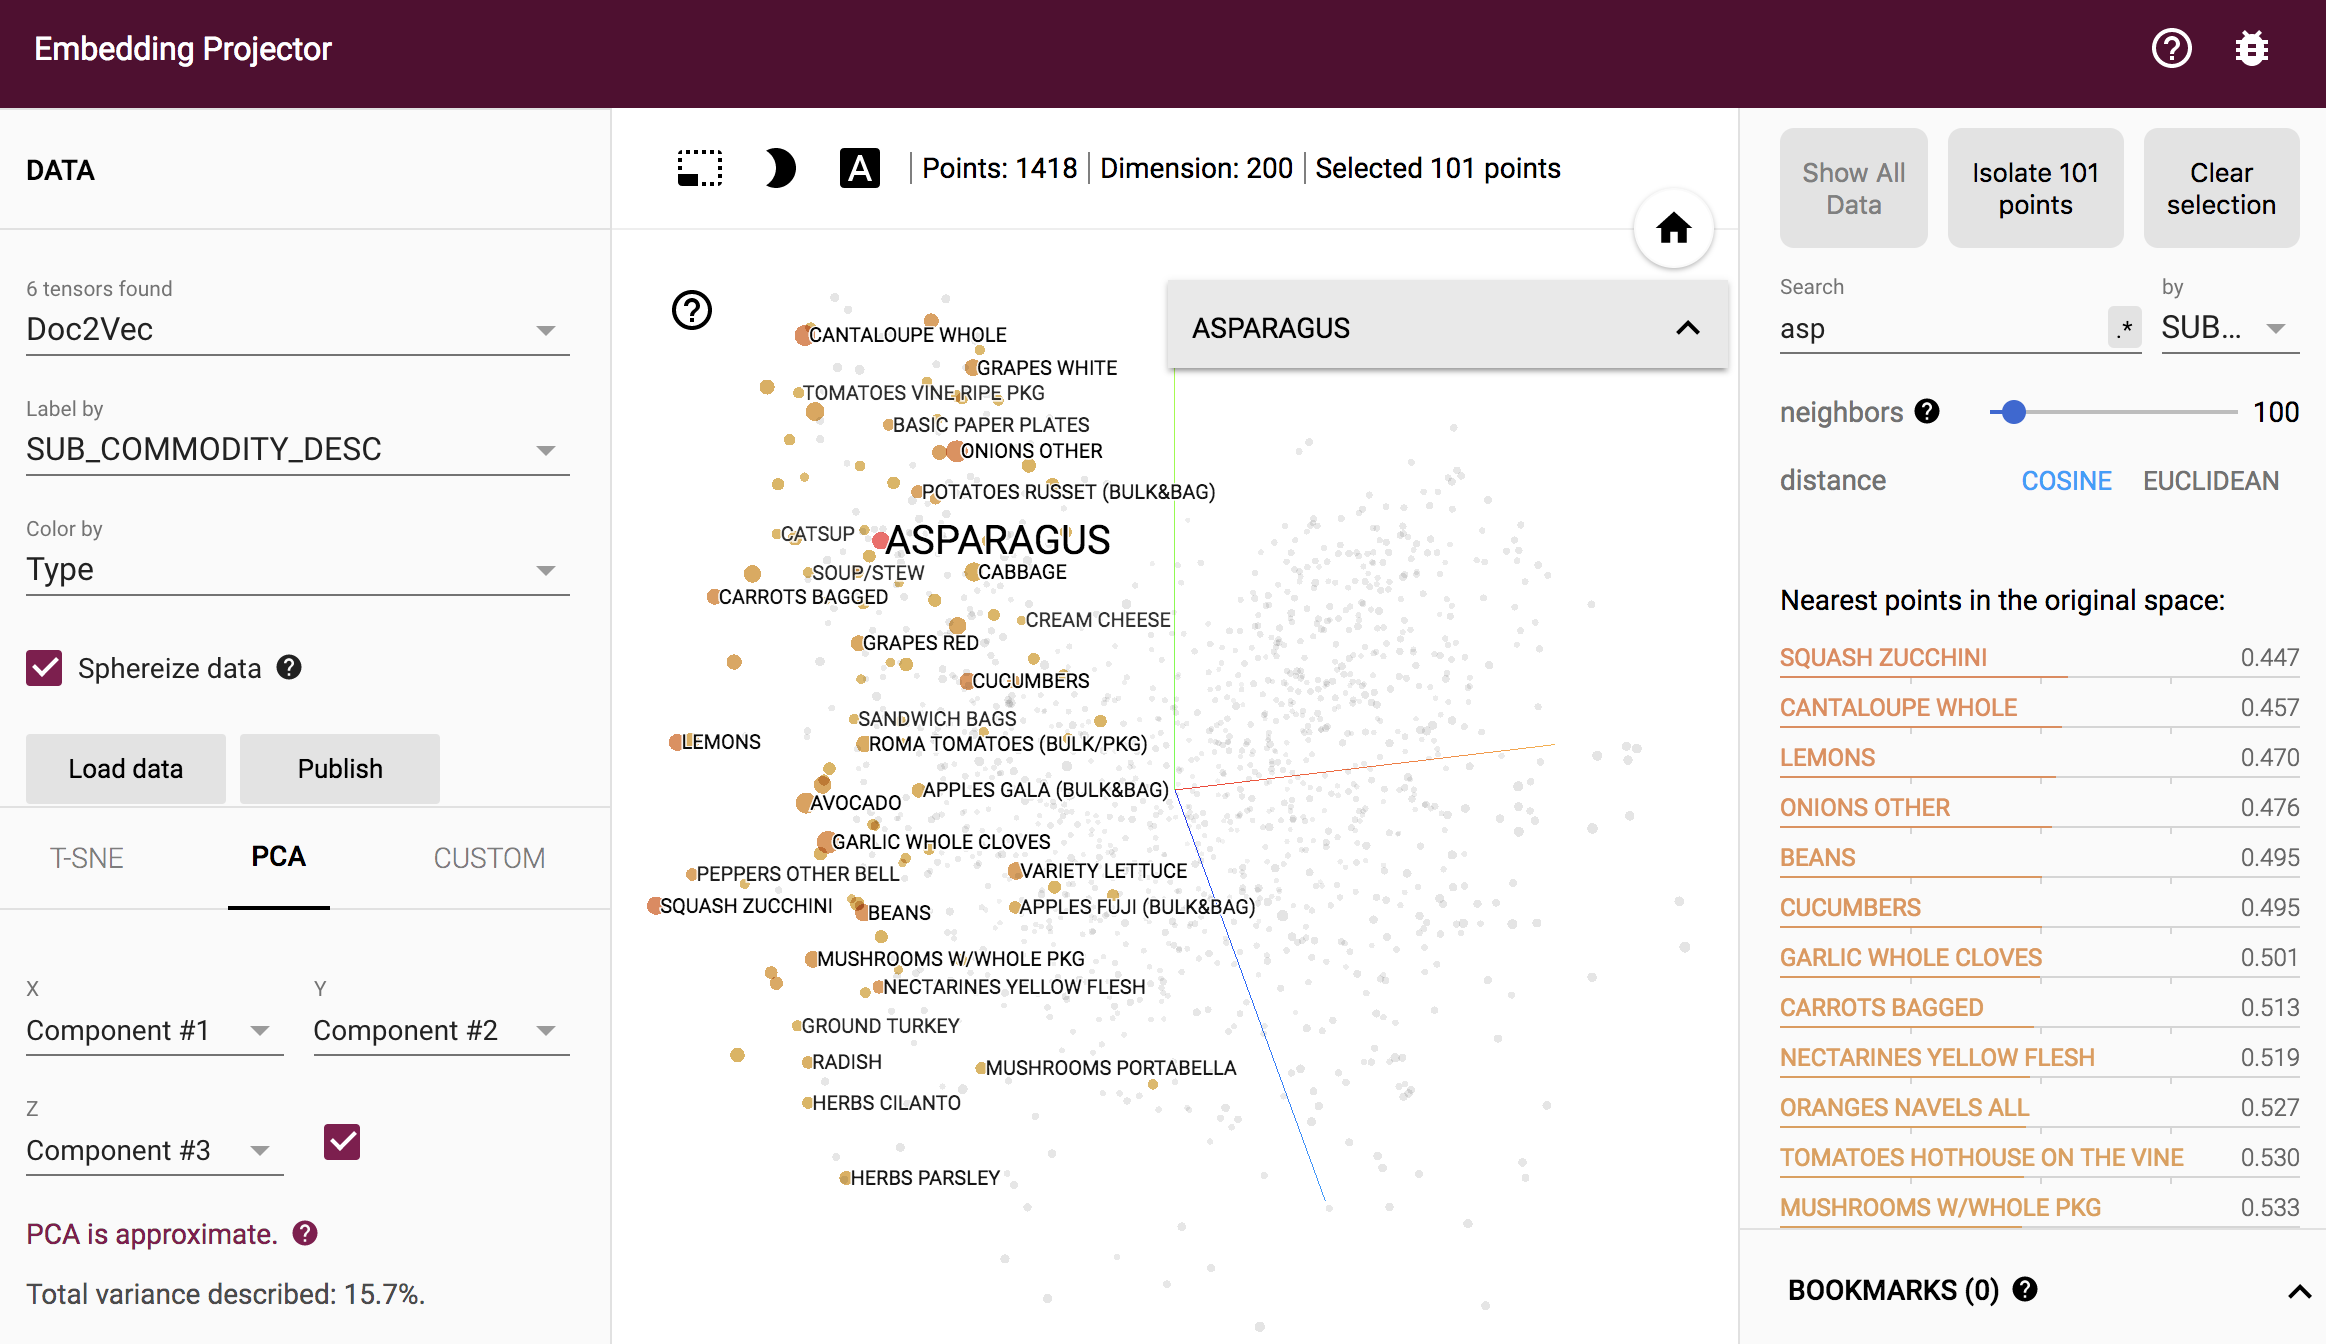 Embedding Projector
DATA
6 tensors found
Doc2Vec
Label by
SUB_COMMODITY_DESC
Color by
Type
Sphereize data
Load data
Publish
T-SNE
PCA
CUSTOM
X
Y
Component #1
Component #2
Z
Component #3
PCA is approximate.
Total variance described: 15.7%.
A
Points: 1418 | Dimension: 200 | Selected 101 points
ASPARAGUS
CANTALOUPE WHOLE
GRAPES WHITE
TOMATOES VINE RIPE PKG
BASIC PAPER PLATES
ONIONS OTHER
POTATOES RUSSET (BULK&BAG)
CATSUP
ASPARAGUS
SOUP/STEW
CABBAGE
CARROTS BAGGED
CREAM CHEESE
GRAPES RED
CUCUMBERS
SANDWICH BAGS
LEMONS
ROMA TOMATOES (BULK/PKG)
APPLES GALA (BULK&BAG)
AVOCADO
GARLIC WHOLE CLOVES
PEPPERS OTHER BELL
VARIETY LETTUCE
SQUASH ZUCCHINI
BEANS
APPLES FUJI (BULK&BAG)
MUSHROOMS W/WHOLE PKG
NECTARINES YELLOW FLESH
GROUND TURKEY
RADISH
MUSHROOMS PORTABELLA
HERBS CILANTO
HERBS PARSLEY
Show All
Data
Isolate 101
points
Clear
selection
Search
by
asp
.*
SUB...
neighbors
100
distance
COSINE
EUCLIDEAN
Nearest points in the original space:
SQUASH ZUCCHINI 0.447
CANTALOUPE WHOLE 0.457
LEMONS 0.470
ONIONS OTHER 0.476
BEANS 0.495
CUCUMBERS 0.495
GARLIC WHOLE CLOVES 0.501
CARROTS BAGGED 0.513
NECTARINES YELLOW FLESH 0.519
ORANGES NAVELS ALL 0.527
TOMATOES HOTHOUSE ON THE VINE 0.530
MUSHROOMS W/WHOLE PKG 0.533
BOOKMARKS (0)